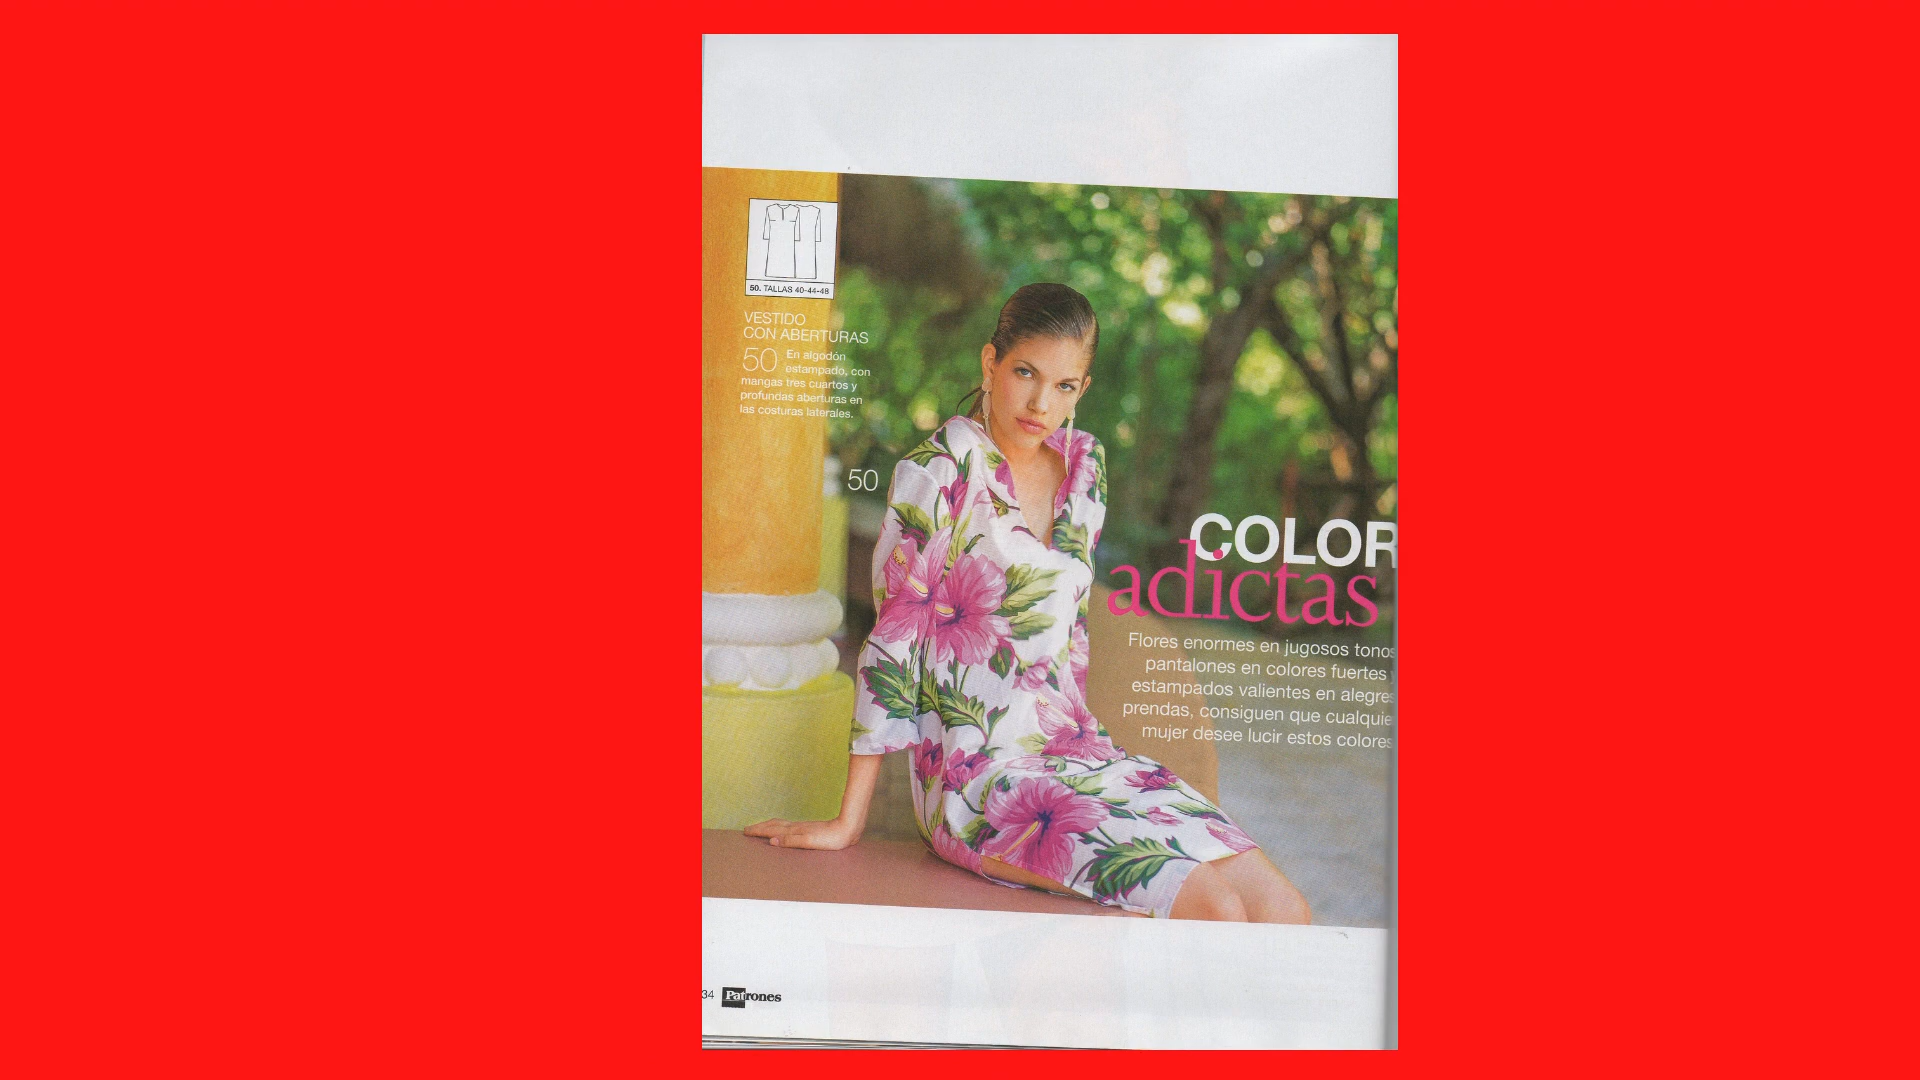 50. TALLAS 40-44-48
VESTIDO
CON ABERTURAS
50 En algodón
estampado, con
mangas tres cuartos y
profundas aberturas en
las costuras laterales.
50
COLOR
adictas
Flores enormes en jugosos tonos
pantalones en colores fuertes y
estampados valientes en alegres
prendas, consiguen que cualquie
mujer desee lucir estos colores
34 Patrones